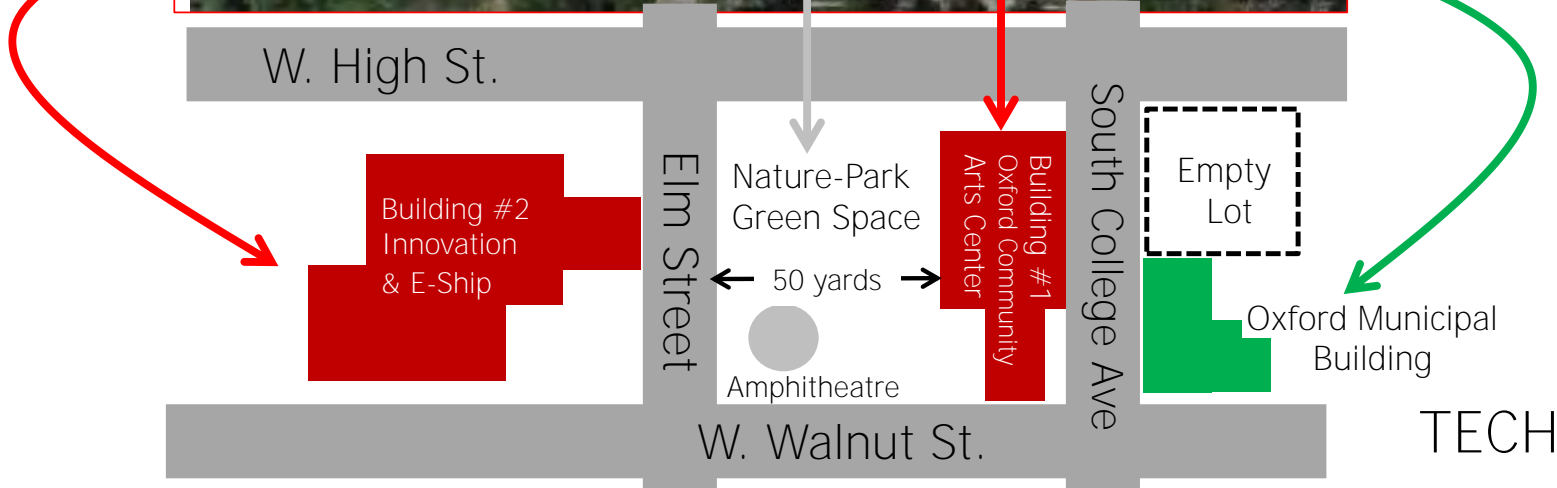 W. High St.
Building #2
Innovation
& E-Ship
Elm Street
Nature-Park
Green Space
50 yards
Amphitheatre
Building #1
Oxford Community
Arts Center
South College Ave
Empty
Lot
Oxford Municipal
Building
W. Walnut St.
TECH